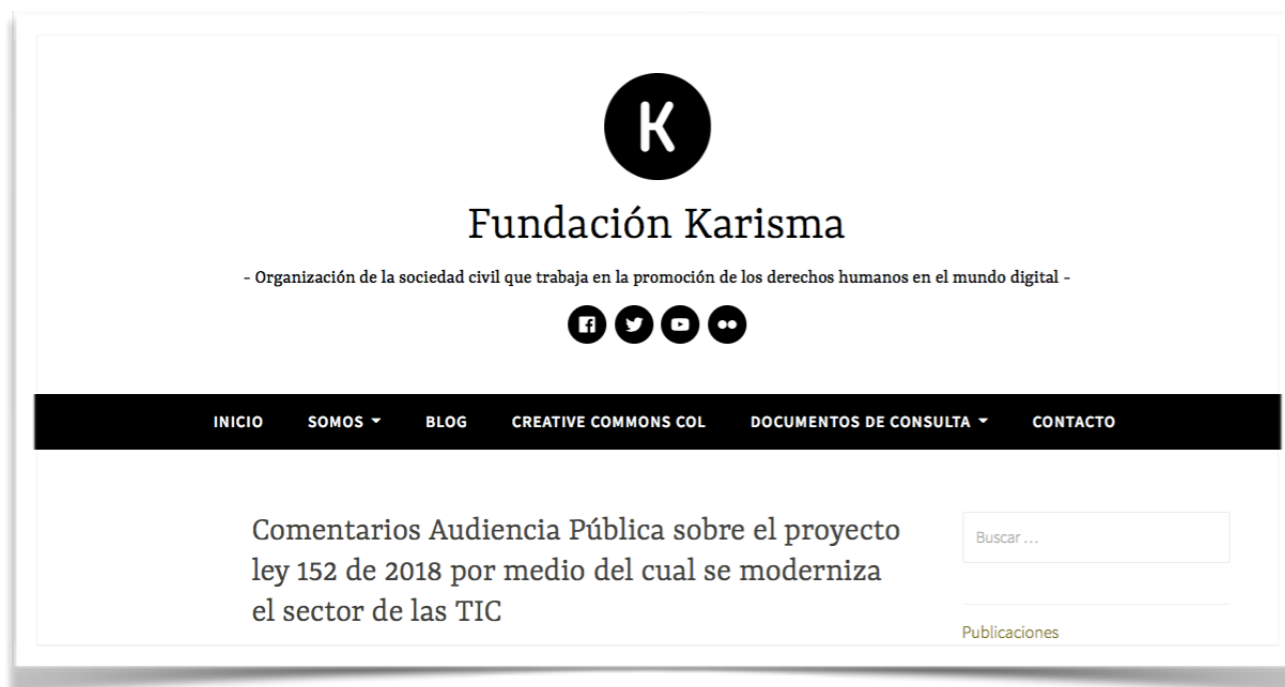 K
Fundación Karisma
- Organización de la sociedad civil que trabaja en la promoción de los derechos humanos en el mundo digital -
INICIO SOMOS BLOG CREATIVE COMMONS COL DOCUMENTOS DE CONSULTA CONTACTO
Comentarios Audiencia Pública sobre el proyecto
ley 152 de 2018 por medio del cual se moderniza
el sector de las TIC
Buscar ...
Publicaciones